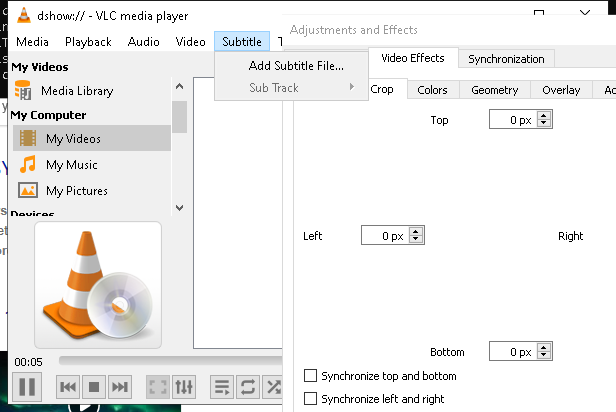 dshow:// - VLC media player
Media Playback Audio Video Subtitle T
Add Subtitle File...
Sub Track
My Videos
Media Library
My Computer
My Videos
My Music
My Pictures
Devices
00:05
Adjustments and Effects
Video Effects Synchronization
Crop Colors Geometry Overlay
Top 0 px
Left 0 px Right
Bottom 0 px
Synchronize top and bottom
Synchronize left and right